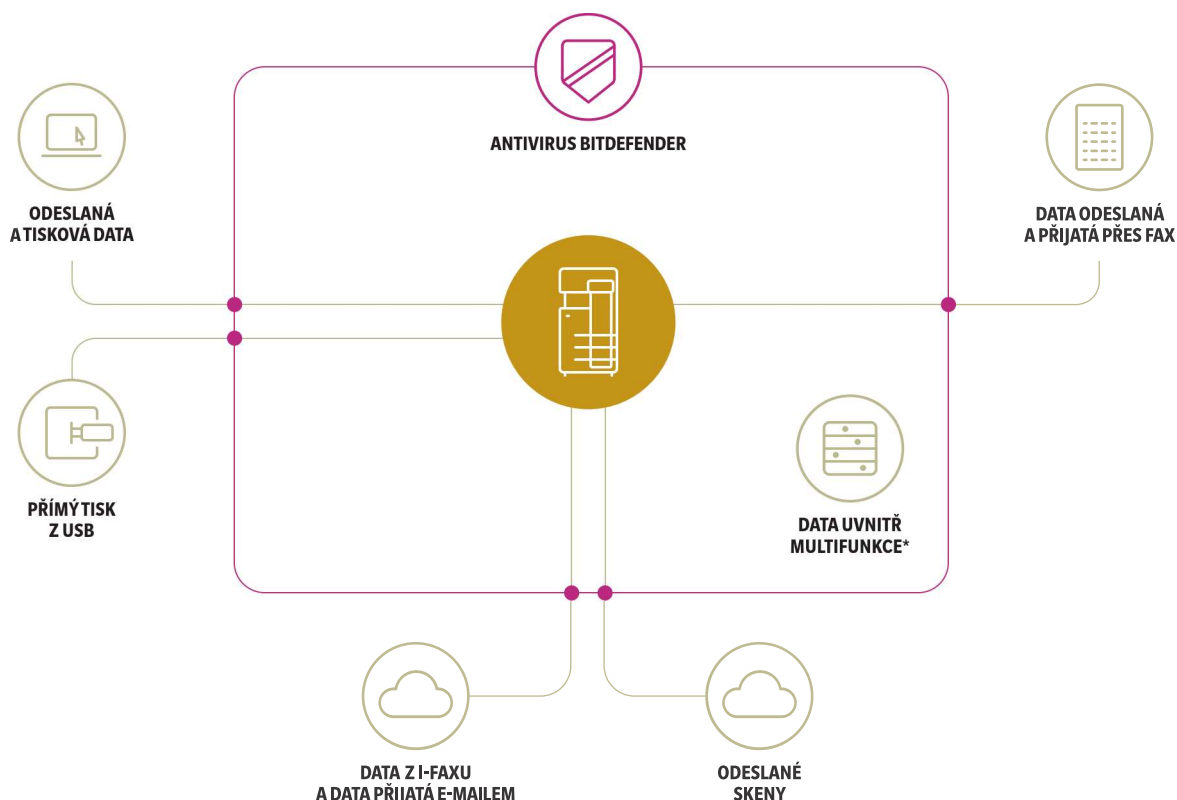 ANTIVIRUS BITDEFENDER
ODESLANÁ
A TISKOVÁ DATA
DATA ODESLANÁ
A PŘIJATÁ PŘES FAX
PŘÍMÝ TISK
Z USB
DATA UVNITŘ
MULTIFUNKCE*
DATA Z I-FAXU
A DATA PŘIJATÁ E-MAILEM
ODESLANÉ
SKENY